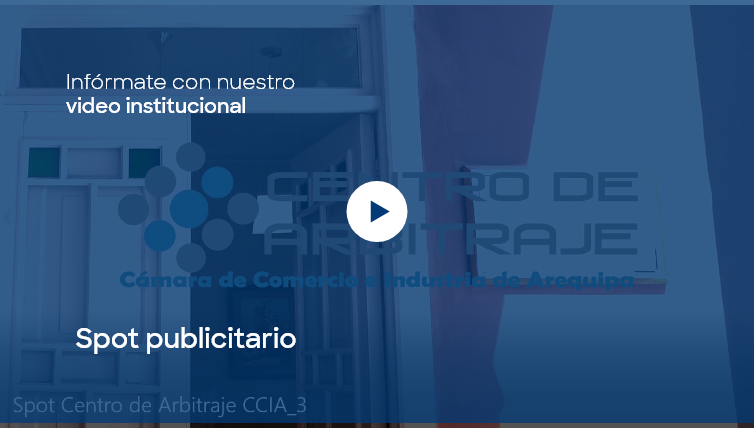 Infórmate con nuestro
video institucional
CENTRO DE
ARBITRAJE
Cámara de Comercio e Industria de Arequipa
Spot publicitario
Spot Centro de Arbitraje CCIA_3